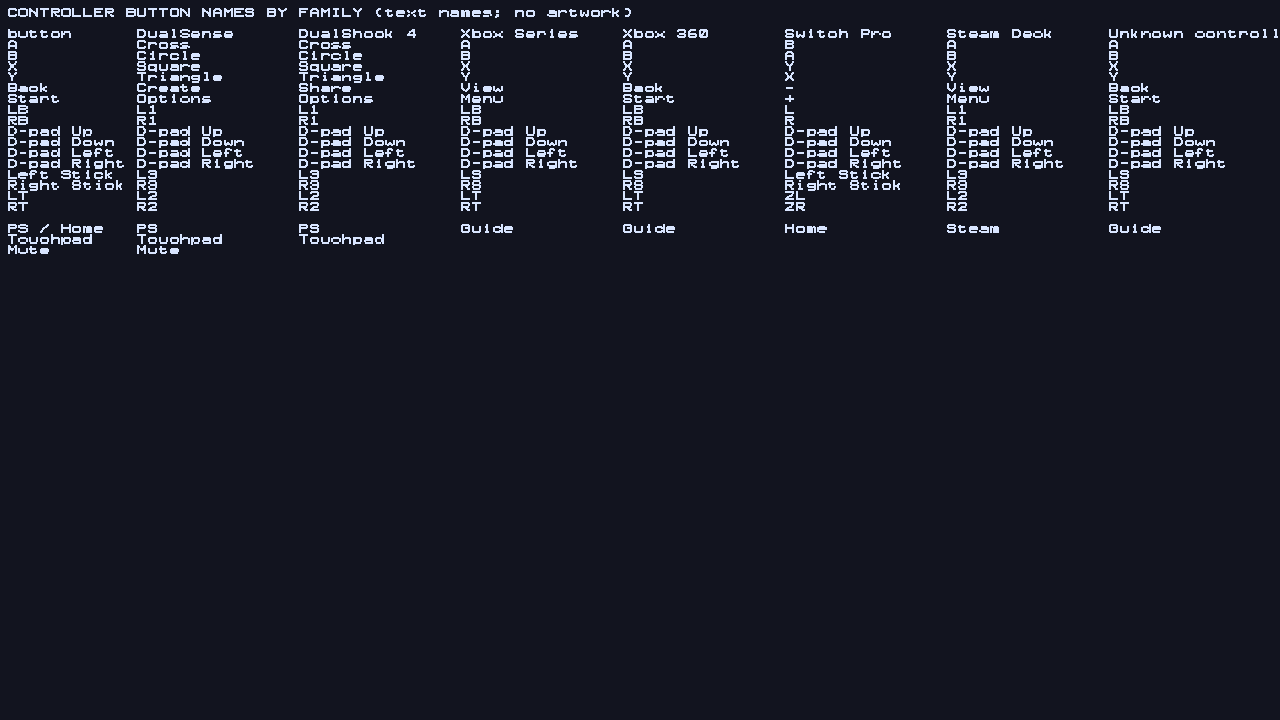 CONTROLLER BUTTON NAMES BY FAMILY (text names; no artwork)
button DualSense DualShock 4 Xbox Series Xbox 360 Switch Pro Steam Deck Unknown controll
A Cross Cross A A B A A
B Circle Circle B B A B B
X Square Square X X Y X X
Y Triangle Triangle Y Y X Y Y
Back Create Share View Back - View Back
Start Options Options Menu Start + Menu Start
LB L1 L1 LB LB L L1 LB
RB R1 R1 RB RB R R1 RB
D-pad Up D-pad Up D-pad Up D-pad Up D-pad Up D-pad Up D-pad Up D-pad Up
D-pad Down D-pad Down D-pad Down D-pad Down D-pad Down D-pad Down D-pad Down D-pad Down
D-pad Left D-pad Left D-pad Left D-pad Left D-pad Left D-pad Left D-pad Left D-pad Left
D-pad Right D-pad Right D-pad Right D-pad Right D-pad Right D-pad Right D-pad Right D-pad Right
Left Stick L3 L3 LS LS Left Stick L3 LS
Right Stick R3 R3 RS RS Right Stick R3 RS
LT L2 L2 LT LT ZL L2 LT
RT R2 R2 RT RT ZR R2 RT
PS / Home PS PS Guide Guide Home Steam Guide
Touchpad Touchpad Touchpad
Mute Mute